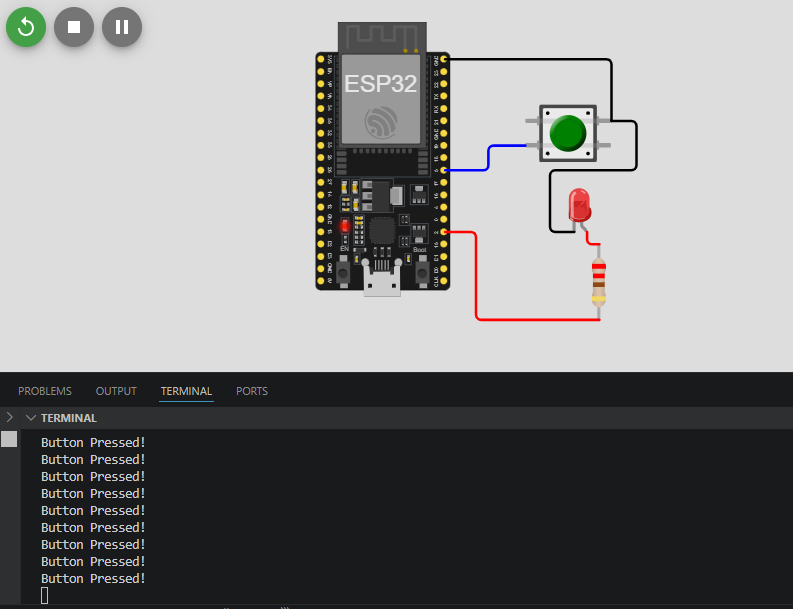 ESP32
EN
Boot
PROBLEMS OUTPUT TERMINAL PORTS
TERMINAL
Button Pressed!
Button Pressed!
Button Pressed!
Button Pressed!
Button Pressed!
Button Pressed!
Button Pressed!
Button Pressed!
Button Pressed!